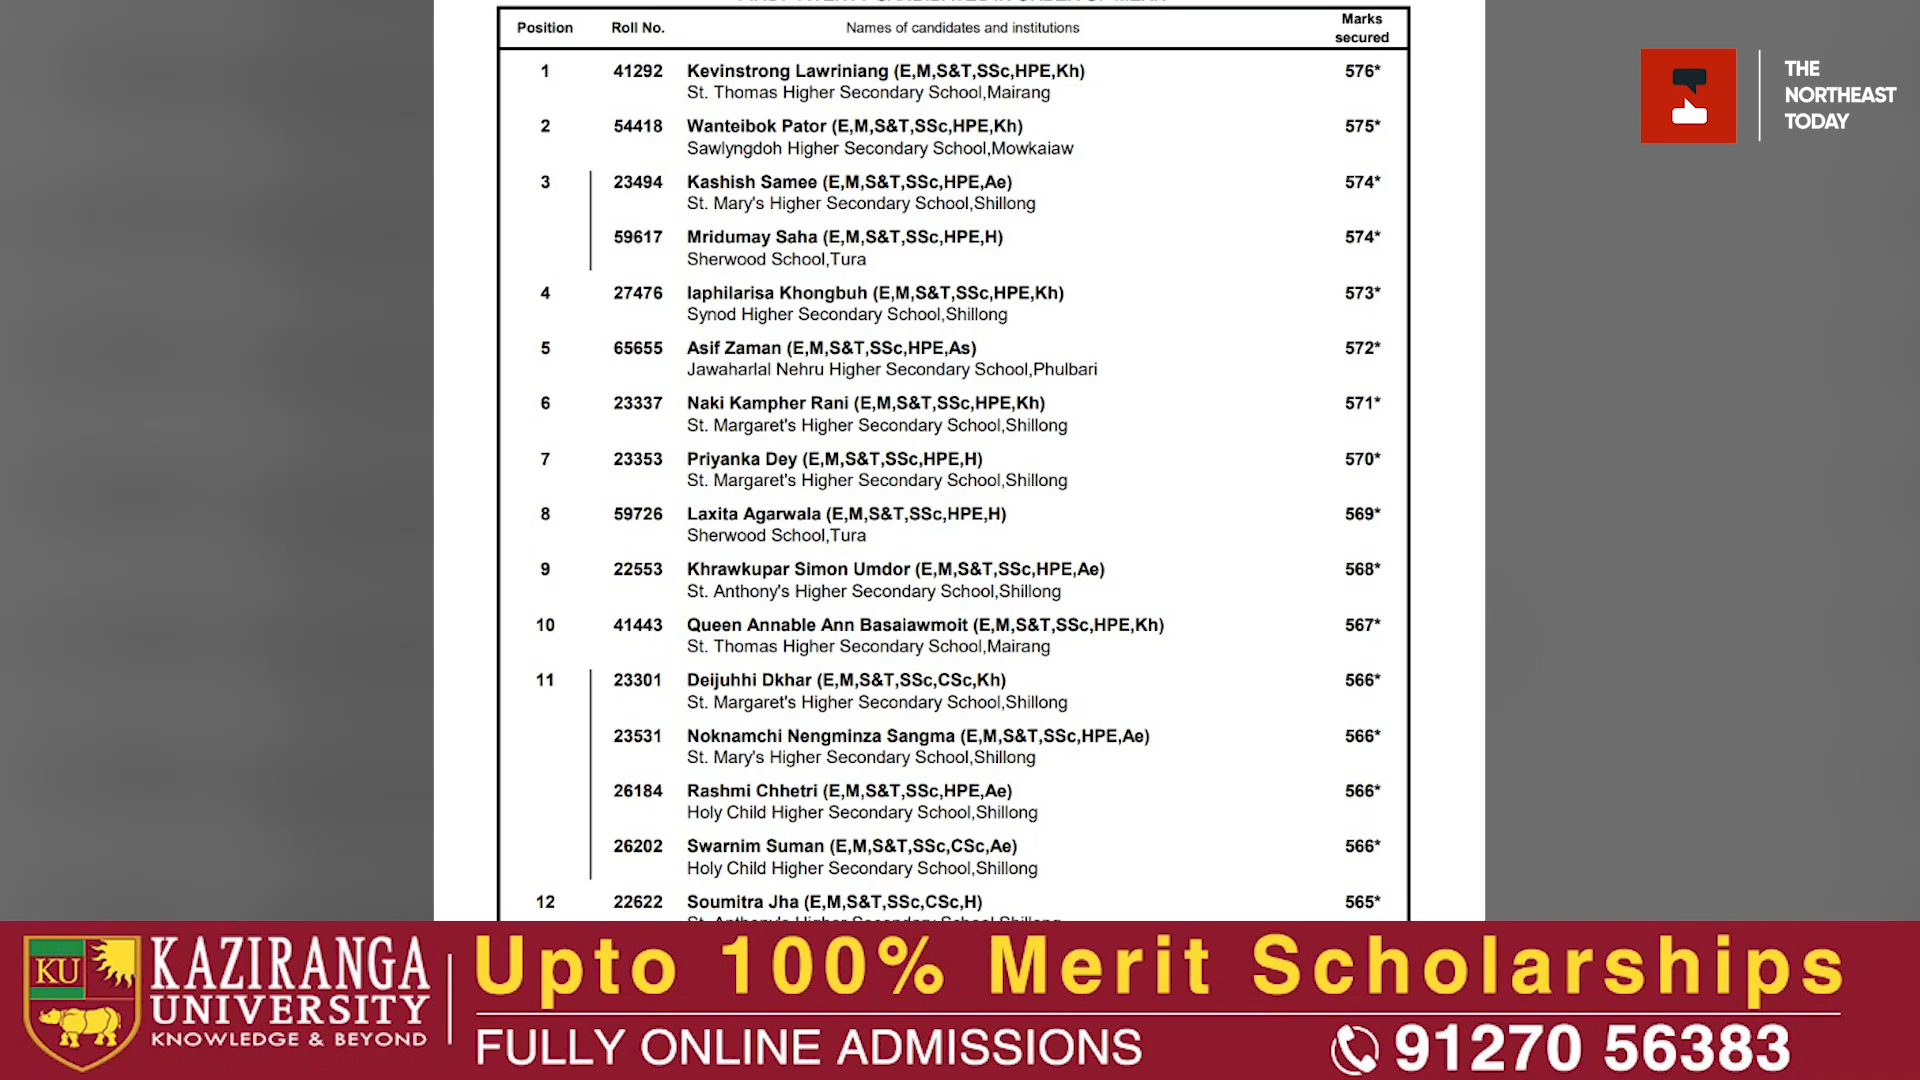 Position Roll No. Names of candidates and institutions Marks secured
1 41292 Kevinstrong Lawriniang (E,M,S&T,SSc,HPE,Kh) 576*
St. Thomas Higher Secondary School,Mairang
2 54418 Wanteibok Pator (E,M,S&T,SSc,HPE,Kh) 575*
Sawlyngdoh Higher Secondary School,Mowkaiaw
3 23494 Kashish Samee (E,M,S&T,SSc,HPE,Ae) 574*
St. Mary's Higher Secondary School,Shillong
59617 Mridumay Saha (E,M,S&T,SSc,HPE,H) 574*
Sherwood School,Tura
4 27476 Iaphilarisa Khongbuh (E,M,S&T,SSc,HPE,Kh) 573*
Synod Higher Secondary School,Shillong
5 65655 Asif Zaman (E,M,S&T,SSc,HPE,As) 572*
Jawaharlal Nehru Higher Secondary School,Phulbari
6 23337 Naki Kampher Rani (E,M,S&T,SSc,HPE,Kh) 571*
St. Margaret's Higher Secondary School,Shillong
7 23353 Priyanka Dey (E,M,S&T,SSc,HPE,H) 570*
St. Margaret's Higher Secondary School,Shillong
8 59726 Laxita Agarwala (E,M,S&T,SSc,HPE,H) 569*
Sherwood School,Tura
9 22553 Khrawkupar Simon Umdor (E,M,S&T,SSc,HPE,Ae) 568*
St. Anthony's Higher Secondary School,Shillong
10 41443 Queen Annable Ann Basaiawmoit (E,M,S&T,SSc,HPE,Kh) 567*
St. Thomas Higher Secondary School,Mairang
11 23301 Deijuhhi Dkhar (E,M,S&T,SSc,CSc,Kh) 566*
St. Margaret's Higher Secondary School,Shillong
23531 Noknamchi Nengminza Sangma (E,M,S&T,SSc,HPE,Ae) 566*
St. Mary's Higher Secondary School,Shillong
26184 Rashmi Chhetri (E,M,S&T,SSc,HPE,Ae) 566*
Holy Child Higher Secondary School,Shillong
26202 Swarnim Suman (E,M,S&T,SSc,CSc,Ae) 566*
Holy Child Higher Secondary School,Shillong
12 22622 Soumitra Jha (E,M,S&T,SSc,CSc,H) 565*
THE
NORTHEAST
TODAY
KU
KAZIRANGA
UNIVERSITY
KNOWLEDGE & BEYOND
Upto 100% Merit Scholarships
FULLY ONLINE ADMISSIONS
91270 56383